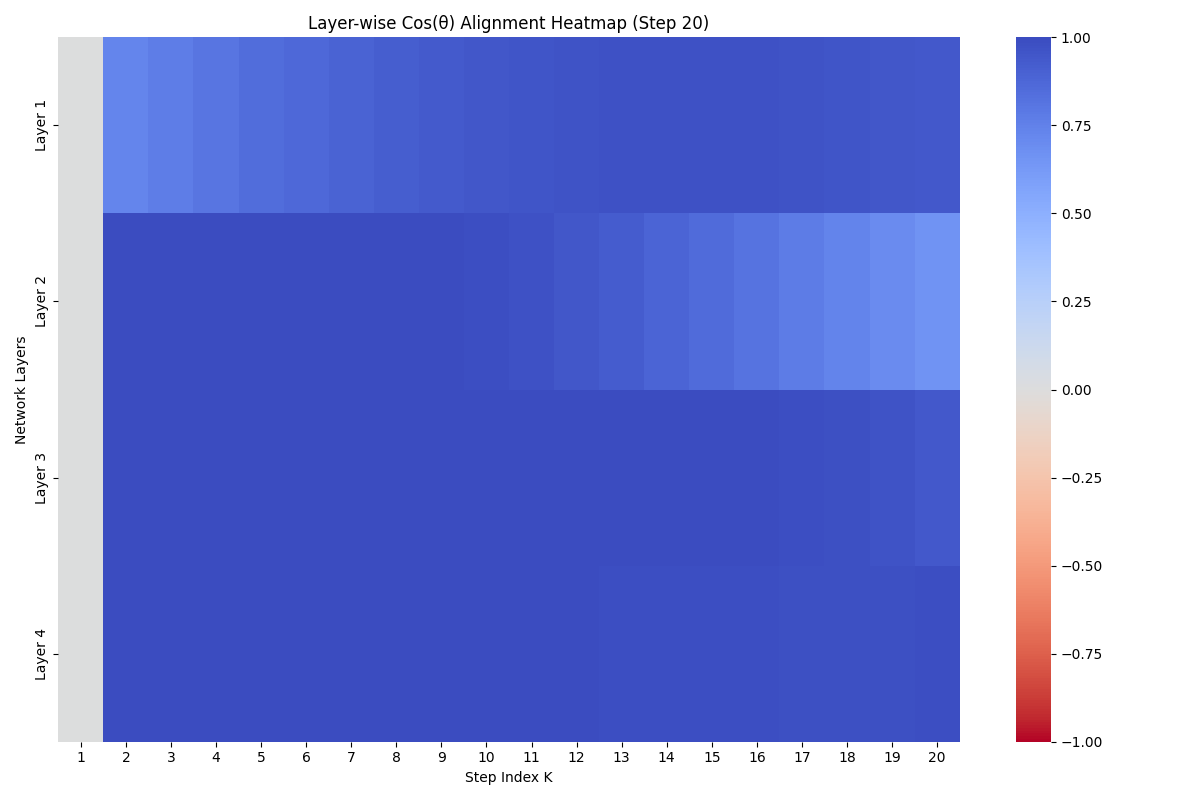 Layer-wise Cos(θ) Alignment Heatmap (Step 20)
Network Layers
Layer 1
Layer 2
Layer 3
Layer 4
1 2 3 4 5 6 7 8 9 10 11 12 13 14 15 16 17 18 19 20
Step Index K
1.00
0.75
0.50
0.25
0.00
−0.25
−0.50
−0.75
−1.00